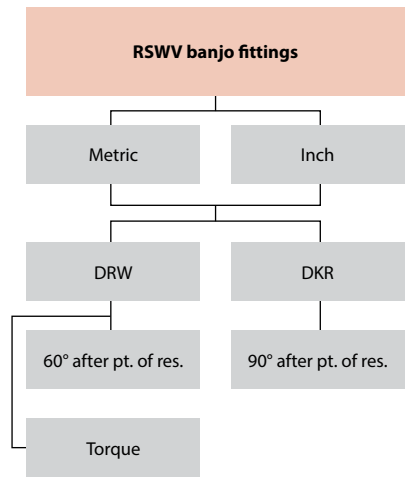 RSWV banjo fittings
Metric
Inch
DRW
DKR
60° after pt. of res.
90° after pt. of res.
Torque